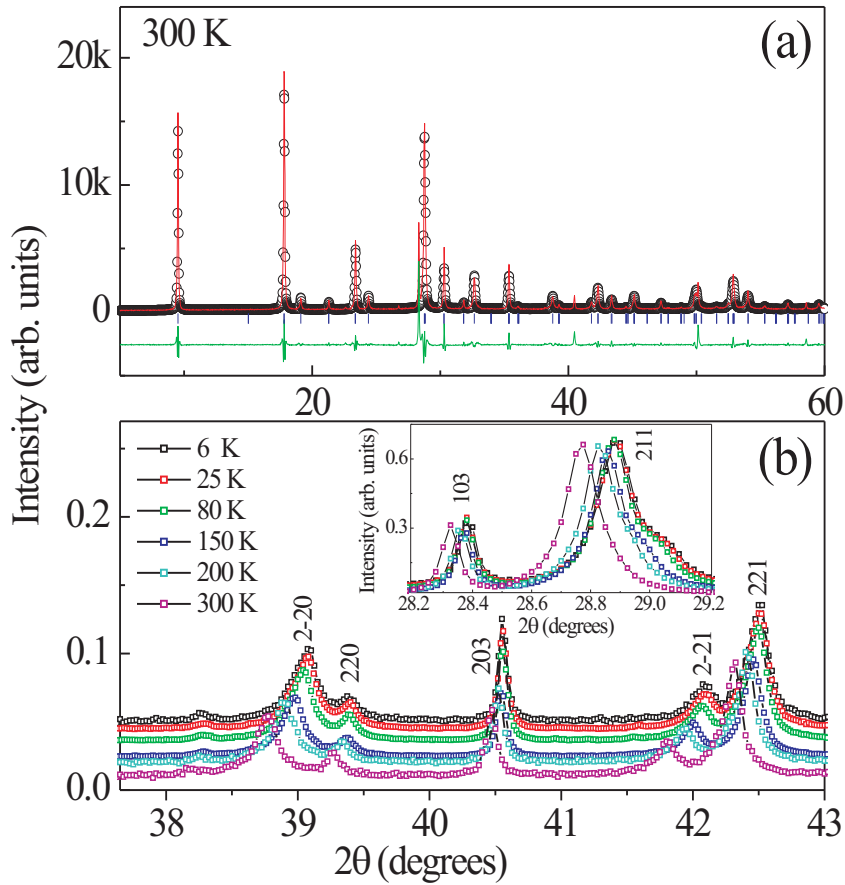 300 K
(a)
20k
10k
0
20
40
60
Intensity (arb. units)
(b)
6 K
25 K
80 K
150 K
200 K
300 K
0.2
0.1
0.0
Intensity (arb. units)
0.6
0.3
103
211
28.2
28.4
28.6
28.8
29.0
29.2
2θ (degrees)
2-20
220
203
2-21
221
38
39
40
41
42
43
2θ (degrees)